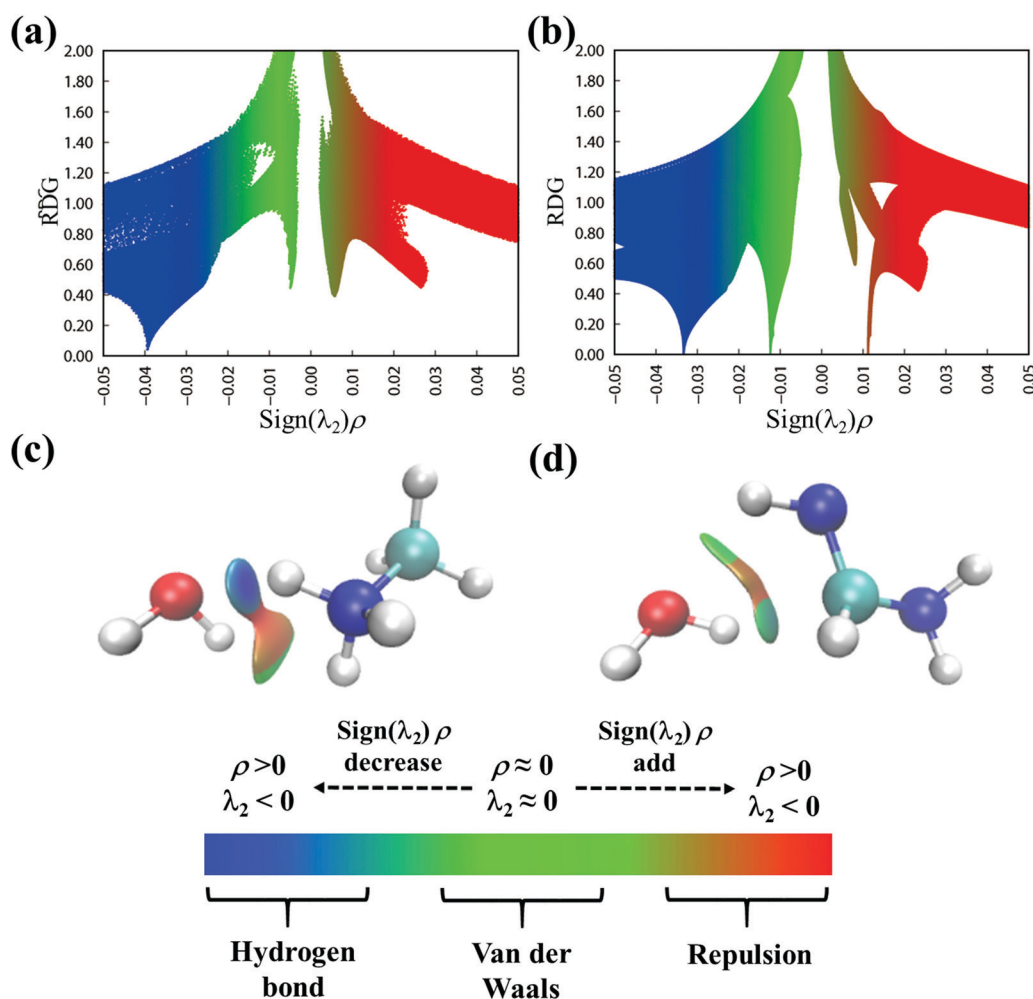 (a)
(b)
2.00
1.80
1.60
1.40
1.20
1.00
0.80
0.60
0.40
0.20
0.00
RDG
−0.05
−0.04
−0.03
−0.02
−0.01
0.00
0.01
0.02
0.03
0.04
0.05
Sign(λ₂)ρ
2.00
1.80
1.60
1.40
1.20
1.00
0.80
0.60
0.40
0.20
0.00
RDG
−0.05
−0.04
−0.03
−0.02
−0.01
0.00
0.01
0.02
0.03
0.04
0.05
Sign(λ₂)ρ
(c)
(d)
Sign(λ₂) ρ
decrease
Sign(λ₂) ρ
add
ρ >0
λ₂ < 0
ρ ≈ 0
λ₂ ≈ 0
ρ >0
λ₂ < 0
Hydrogen
bond
Van der
Waals
Repulsion